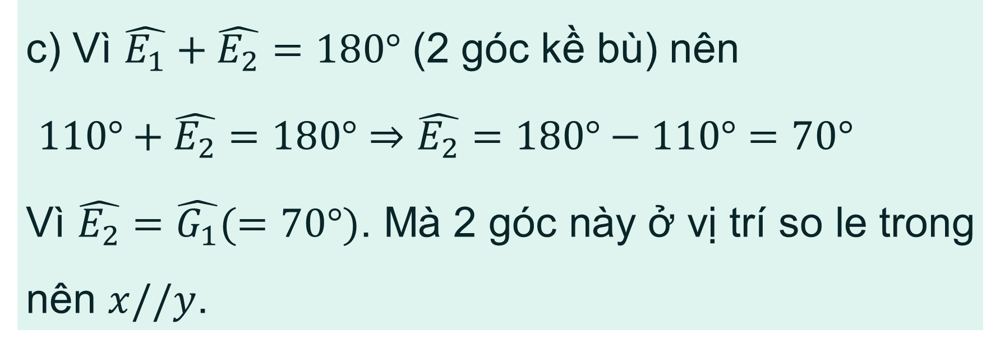 c) Vì $\widehat{E_1} + \widehat{E_2} = 180°$ (2 góc kề bù) nên
$110° + \widehat{E_2} = 180° \Rightarrow \widehat{E_2} = 180° - 110° = 70°$
Vì $\widehat{E_2} = \widehat{G_1}(= 70°)$. Mà 2 góc này ở vị trí so le trong
nên $x//y$.